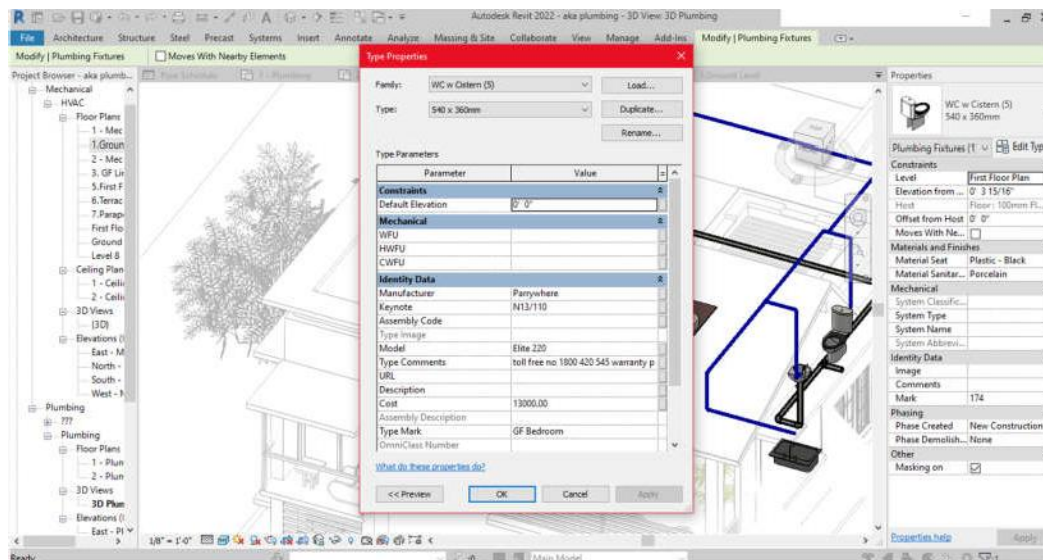 Autodesk Revit 2022 - aka plumbing - 3D View: 3D Plumbing
File Architecture Structure Steel Precast Systems Insert Annotate Analyze Massing & Site Collaborate View Manage Add-Ins Modify | Plumbing Fixtures
Modify | Plumbing Fixtures Moves With Nearby Elements
Project Browser - aka plumb...
Mechanical
HVAC
Floor Plans
1 - Mec
1.Groun
2 - Mec
3. GF Lin
5.First F
6.Terrac
7.Parap
First Flo
Ground
Level 8
Ceiling Plan
1 - Ceilin
2 - Ceilin
3D Views
{3D}
Elevations (
East - M
North -
South -
West - M
Plumbing
???
Plumbing
Floor Plans
1 - Plun
2 - Plun
3D Views
3D Plum
Elevations (
East - Pl
Type Properties
Family: WC w Cistern (5) Load...
Type: 540 x 360mm Duplicate...
Rename...
Type Parameters
Parameter Value =
Constraints
Default Elevation 0' 0"
Mechanical
WFU
HWFU
CWFU
Identity Data
Manufacturer Parrywhere
Keynote N13/110
Assembly Code
Type Image
Model Elite 220
Type Comments toll free no 1800 420 545 warranty p
URL
Description
Cost 13000.00
Assembly Description
Type Mark GF Bedroom
OmniClass Number
What do these properties do?
<< Preview OK Cancel Apply
Properties
WC w Cistern (5)
540 x 360mm
Plumbing Fixtures (1 Edit Typ
Constraints
Level First Floor Plan
Elevation from ... 0' 3 15/16"
Host Floor : 100mm Fl...
Offset from Host 0' 0"
Moves With Ne...
Materials and Finishes
Material Seat Plastic - Black
Material Sanitar... Porcelain
Mechanical
System Classific...
System Type
System Name
System Abbrevi...
Identity Data
Image
Comments
Mark 174
Phasing
Phase Created New Construction
Phase Demolish... None
Other
Masking on
Properties help Apply
1/8" = 1'-0"
Ready
:0 Main Model